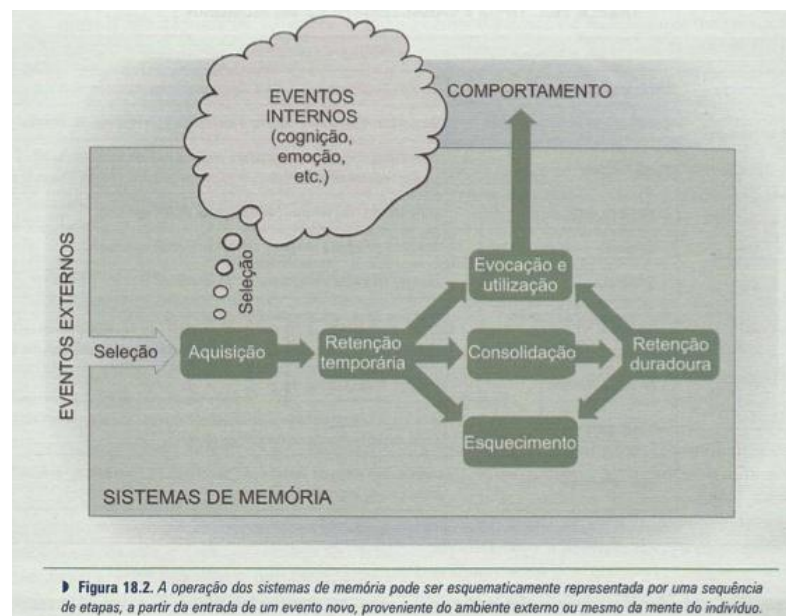 EVENTOS
INTERNOS
(cognição,
emoção,
etc.)
COMPORTAMENTO
EVENTOS EXTERNOS
Seleção
Seleção
Aquisição
Retenção
temporária
Evocação e
utilização
Consolidação
Esquecimento
Retenção
duradoura
SISTEMAS DE MEMÓRIA
Figura 18.2. A operação dos sistemas de memória pode ser esquematicamente representada por uma sequência
de etapas, a partir da entrada de um evento novo, proveniente do ambiente externo ou mesmo da mente do indivíduo.